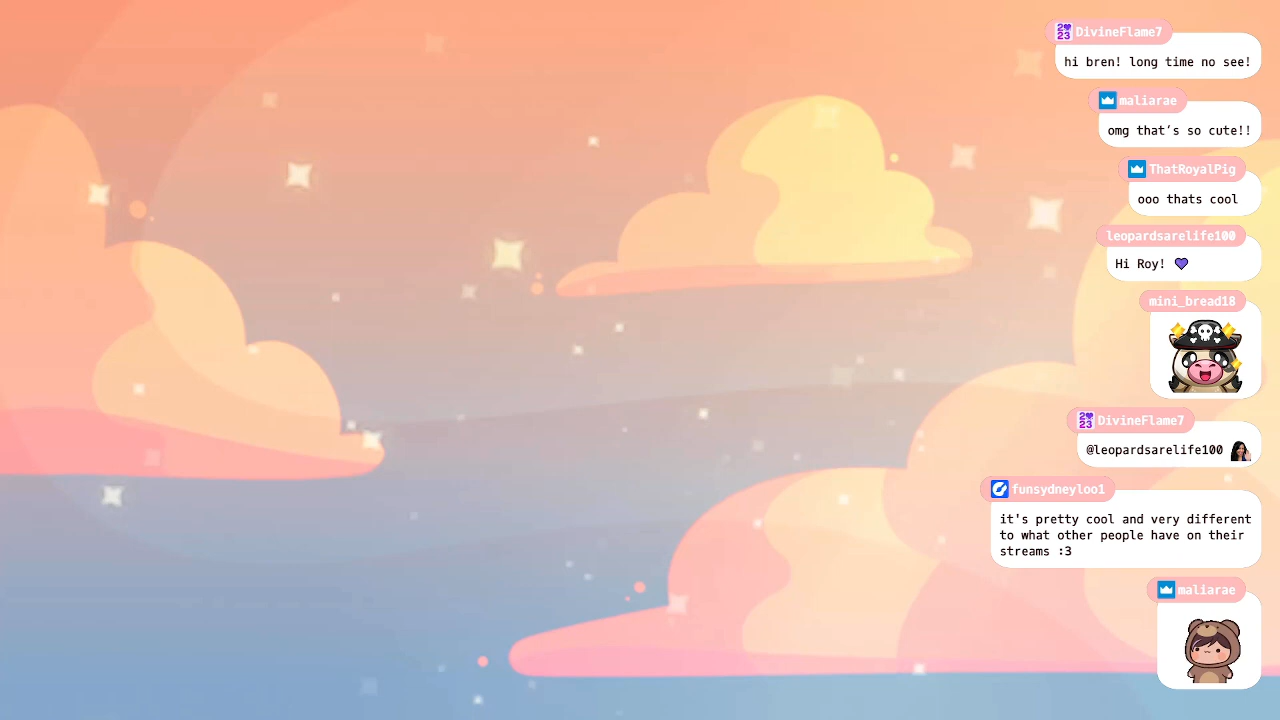 2023 DivineFlame7
hi bren! long time no see!
maliarae
omg that's so cute!!
ThatRoyalPig
ooo thats cool
leopardsarelife100
Hi Roy! 💜
mini_bread18
2023 DivineFlame7
@leopardsarelife100
funsydneyloo1
it's pretty cool and very different
to what other people have on their
streams :3
maliarae